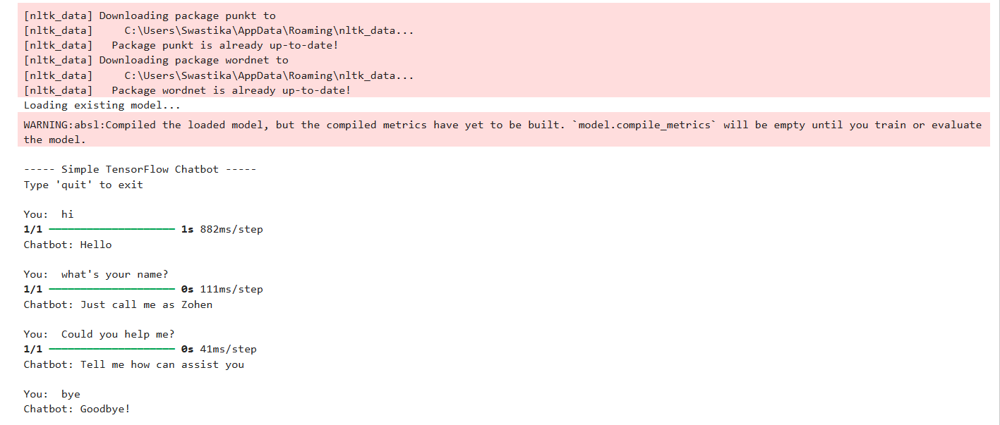 [nltk_data] Downloading package punkt to
[nltk_data]     C:\Users\Swastika\AppData\Roaming\nltk_data...
[nltk_data]   Package punkt is already up-to-date!
[nltk_data] Downloading package wordnet to
[nltk_data]     C:\Users\Swastika\AppData\Roaming\nltk_data...
[nltk_data]   Package wordnet is already up-to-date!
Loading existing model...
WARNING:absl:Compiled the loaded model, but the compiled metrics have yet to be built. `model.compile_metrics` will be empty until you train or evaluate
the model.
----- Simple TensorFlow Chatbot -----
Type 'quit' to exit
You:  hi
1/1 ━━━━━━━━━━━━━━━━━━━━ 1s 882ms/step
Chatbot: Hello
You:  what's your name?
1/1 ━━━━━━━━━━━━━━━━━━━━ 0s 111ms/step
Chatbot: Just call me as Zohen
You:  Could you help me?
1/1 ━━━━━━━━━━━━━━━━━━━━ 0s 41ms/step
Chatbot: Tell me how can assist you
You:  bye
Chatbot: Goodbye!